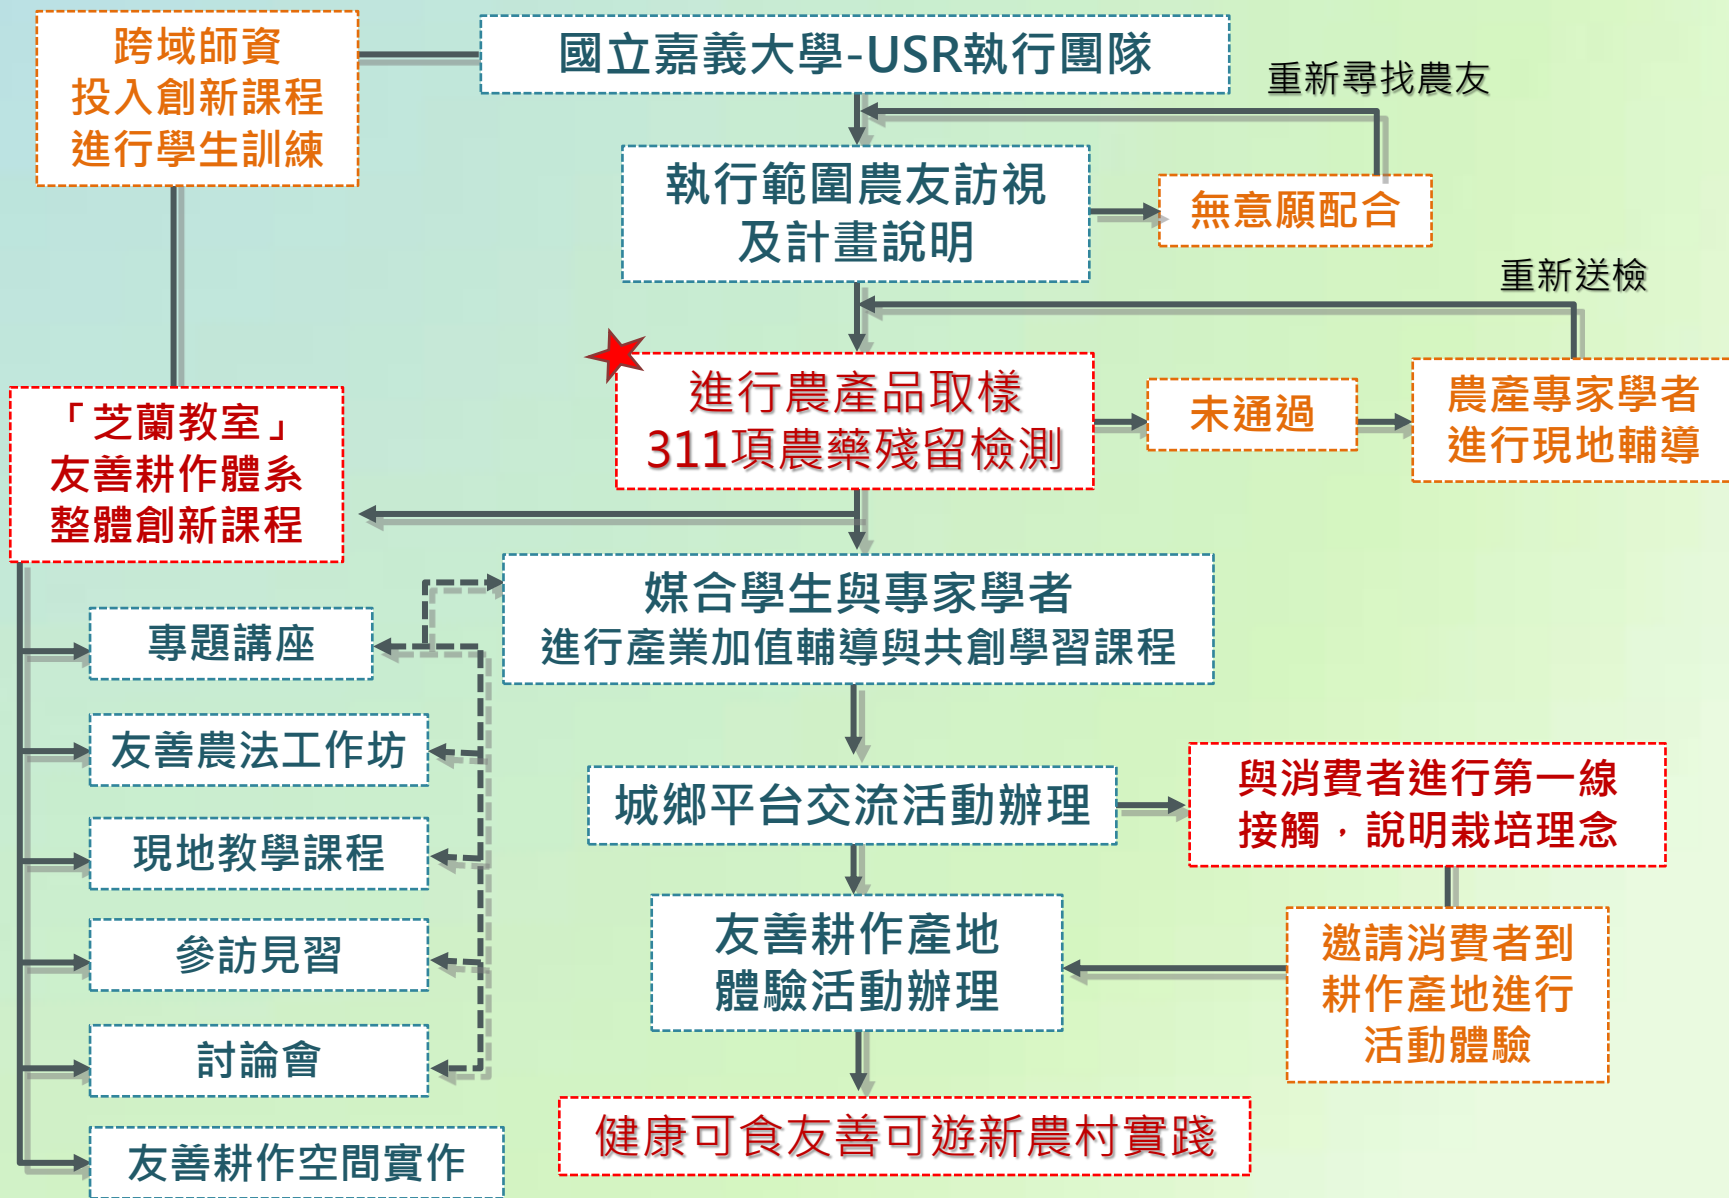 跨域師資
投入創新課程
進行學生訓練
國立嘉義大學-USR執行團隊
重新尋找農友
執行範圍農友訪視
及計畫說明
無意願配合
重新送檢
進行農產品取樣
311項農藥殘留檢測
未通過
農產專家學者
進行現地輔導
「芝蘭教室」
友善耕作體系
整體創新課程
媒合學生與專家學者
進行產業加值輔導與共創學習課程
專題講座
友善農法工作坊
現地教學課程
參訪見習
討論會
友善耕作空間實作
城鄉平台交流活動辦理
與消費者進行第一線
接觸，說明栽培理念
友善耕作產地
體驗活動辦理
邀請消費者到
耕作產地進行
活動體驗
健康可食友善可遊新農村實踐